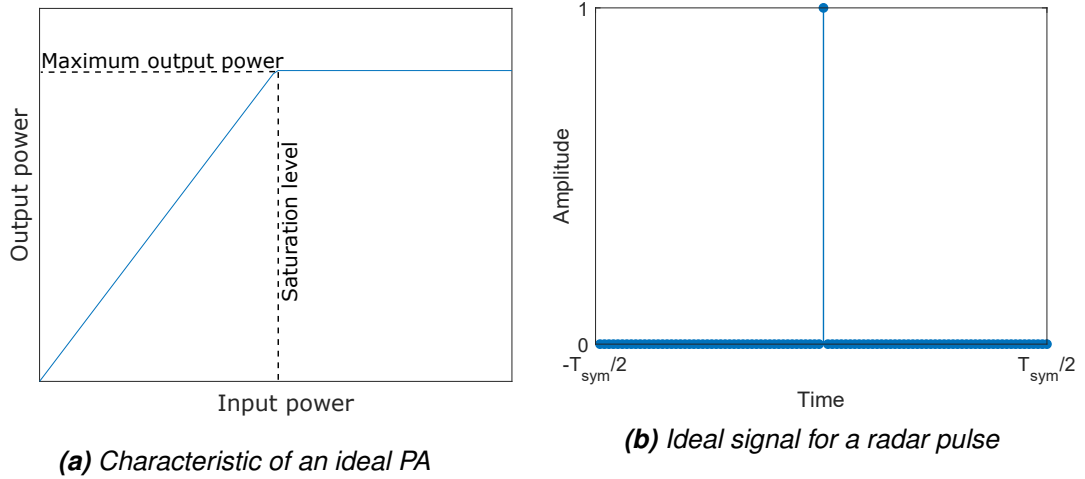 Maximum output power
Saturation level
Output power
Input power
(a) Characteristic of an ideal PA
1
0
Amplitude
-T_sym/2
T_sym/2
Time
(b) Ideal signal for a radar pulse